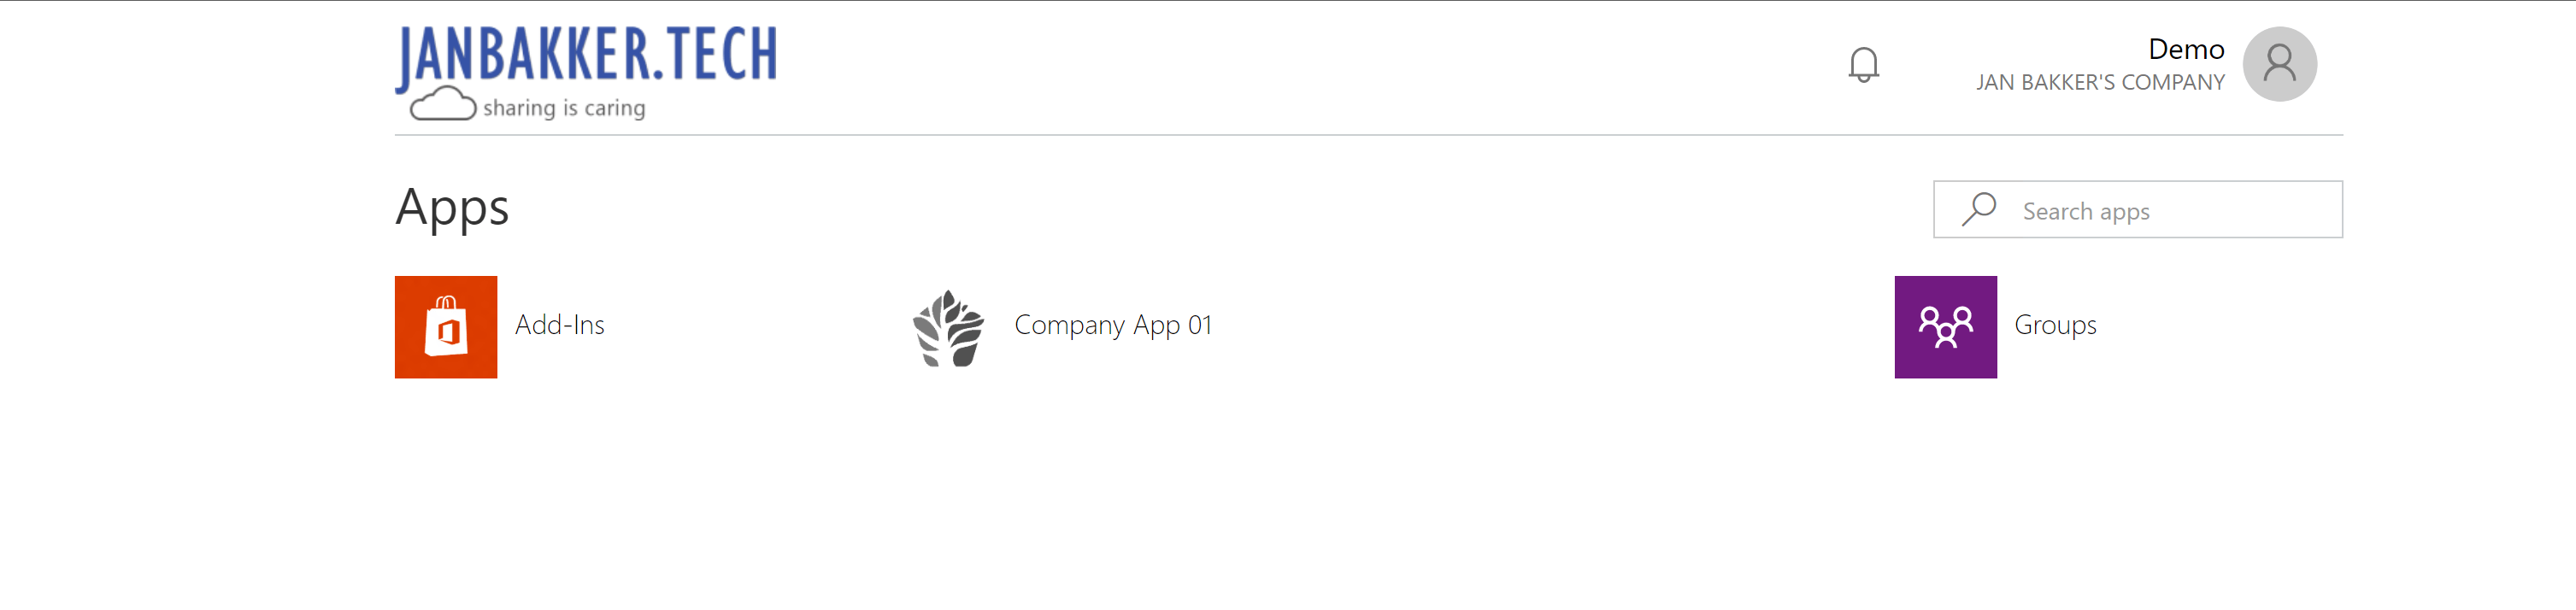 JANBAKKER.TECH
sharing is caring
Demo
JAN BAKKER'S COMPANY
Apps
Search apps
Add-Ins
Company App 01
Groups